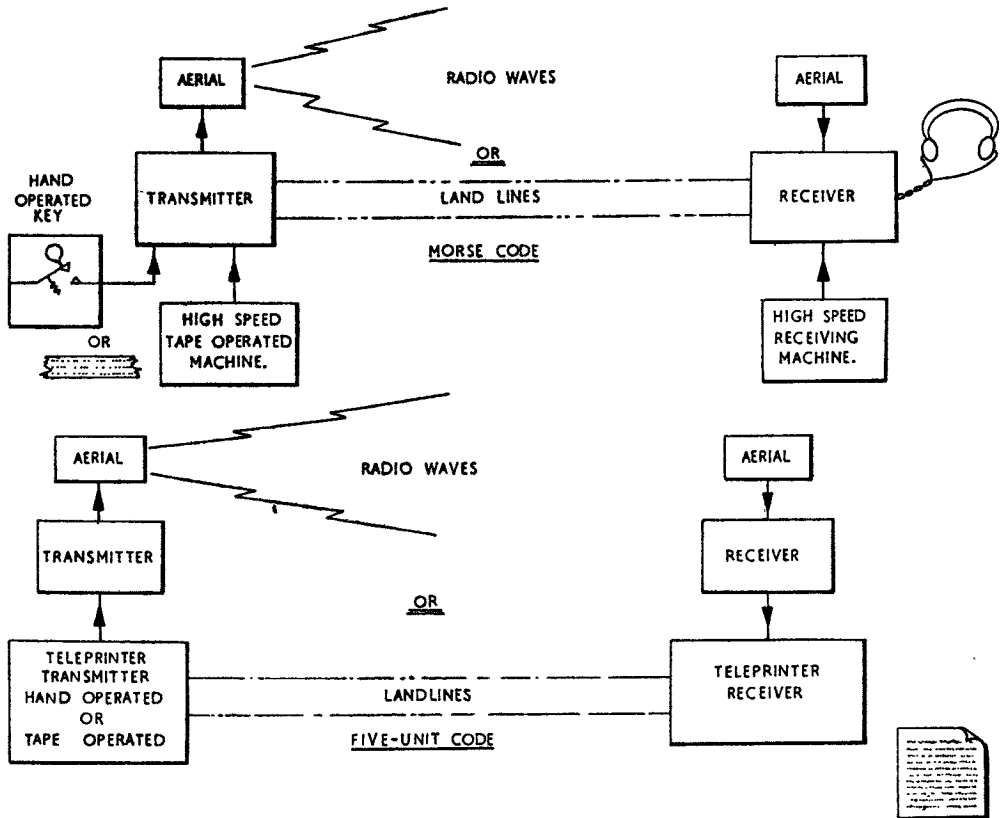 AERIAL
RADIO WAVES
AERIAL
OR
HAND
OPERATED
KEY
TRANSMITTER
LAND LINES
RECEIVER
MORSE CODE
HIGH SPEED
TAPE OPERATED
MACHINE.
HIGH SPEED
RECEIVING
MACHINE.
OR
AERIAL
RADIO WAVES
AERIAL
TRANSMITTER
RECEIVER
OR
TELEPRINTER
TRANSMITTER
HAND OPERATED
OR
TAPE OPERATED
LANDLINES
TELEPRINTER
RECEIVER
FIVE-UNIT CODE